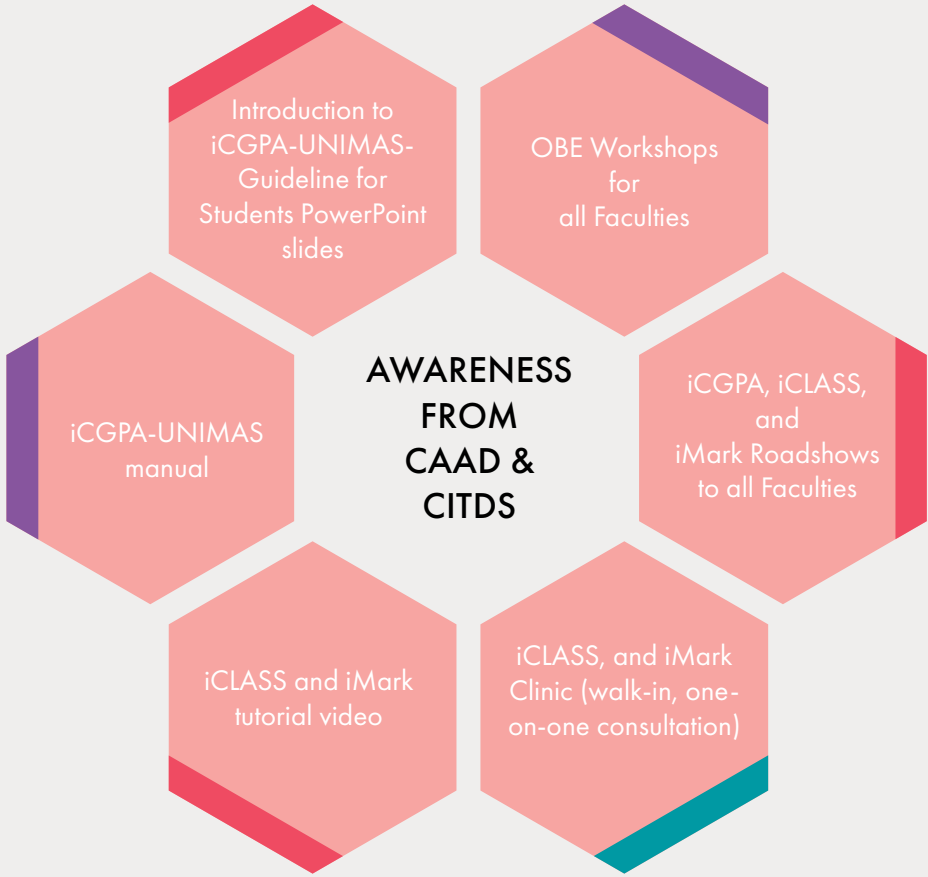 Introduction to
iCGPA-UNIMAS-
Guideline for
Students PowerPoint
slides
OBE Workshops
for
all Faculties
iCGPA-UNIMAS
manual
AWARENESS
FROM
CAAD &
CITDS
iCGPA, iCLASS,
and
iMark Roadshows
to all Faculties
iCLASS and iMark
tutorial video
iCLASS, and iMark
Clinic (walk-in, one-
on-one consultation)